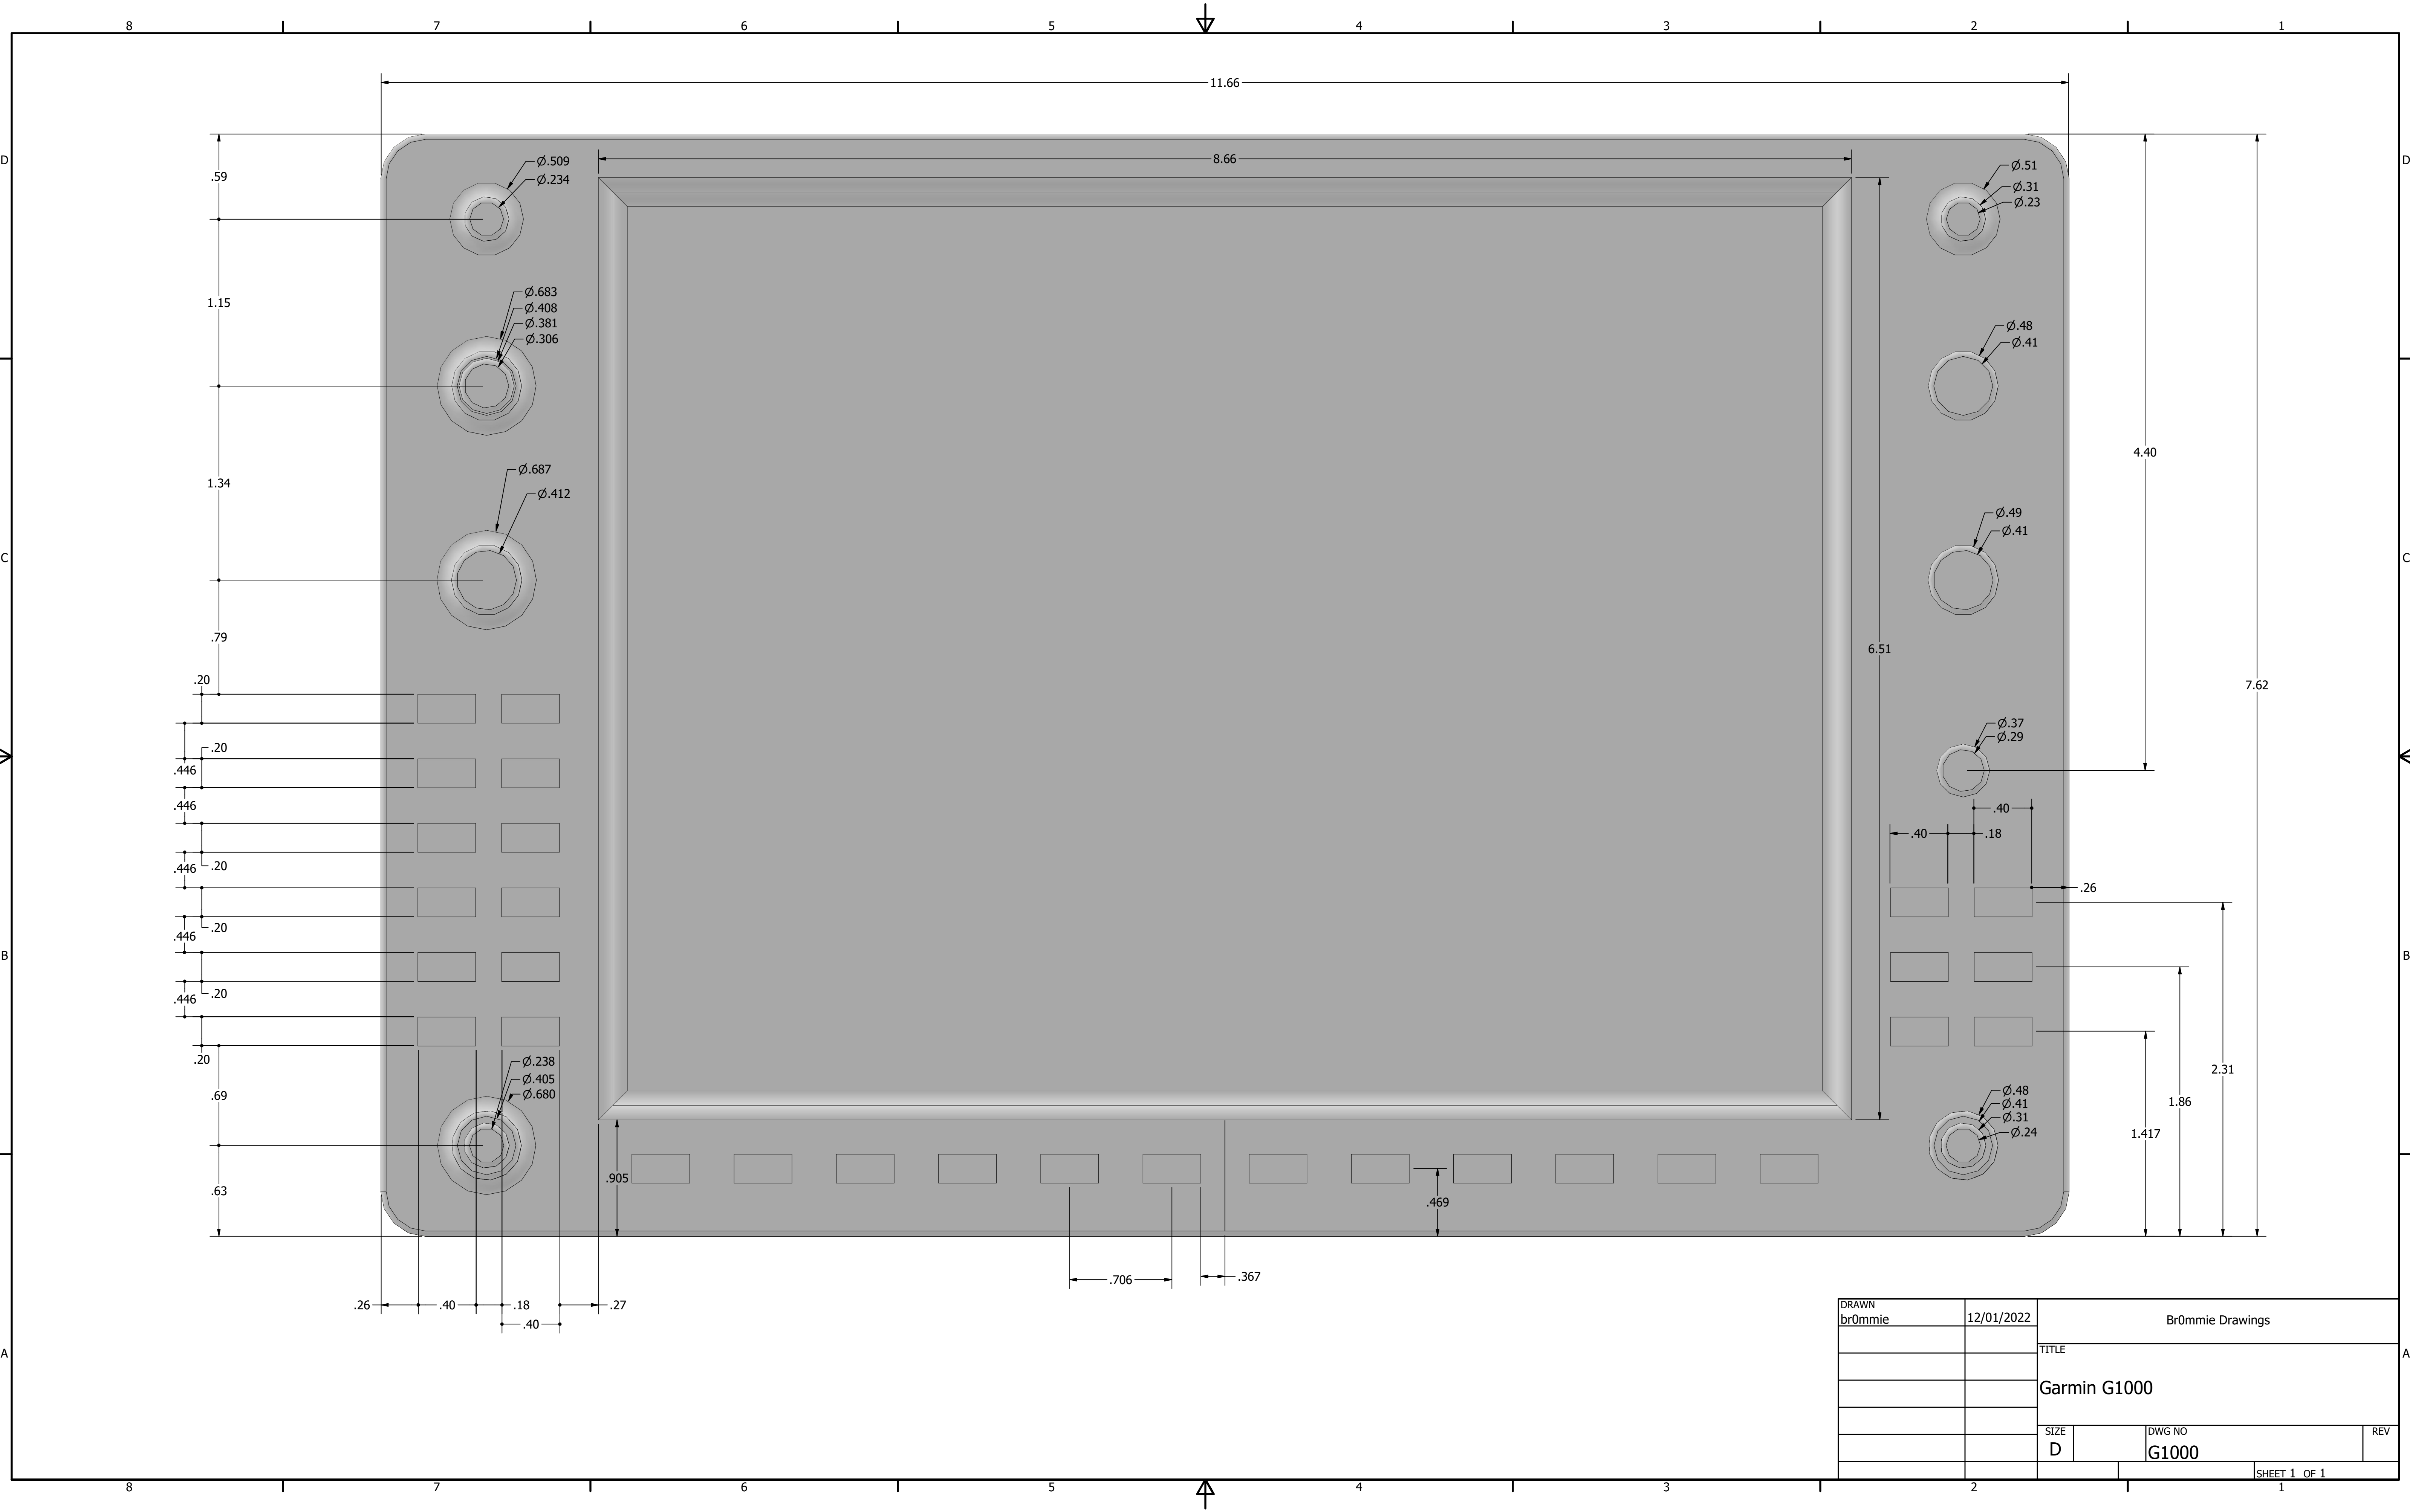 8 7 6 5 4 3 2 1
11.66
D D
8.66
Ø.509
Ø.234
Ø.51
Ø.31
Ø.23
.59
Ø.683
Ø.408
Ø.381
Ø.306
1.15
Ø.48
Ø.41
4.40
Ø.687
Ø.412
1.34
Ø.49
Ø.41
C C
.79
6.51
7.62
.20
.20
.446
.446
.20
.446
.20
.446
.20
.446
.20
Ø.37
Ø.29
.40
.40
.18
.26
B B
2.31
1.86
1.417
.69
Ø.238
Ø.405
Ø.680
Ø.48
Ø.41
Ø.31
Ø.24
.63
.905
.469
.706
.367
.26
.40
.18
.27
.40
A A
DRAWN
br0mmie
12/01/2022
Br0mmie Drawings
TITLE
Garmin G1000
SIZE
D
DWG NO
G1000
REV
SHEET 1 OF 1
8 7 6 5 4 3 2 1